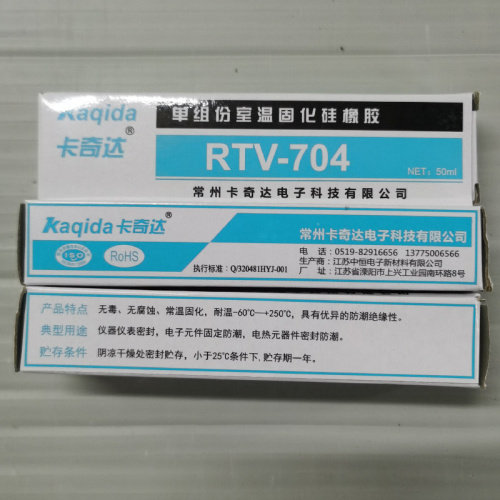 Kaqida®
卡奇达
单组份室温固化硅橡胶
RTV-704
NET: 50ml
常州卡奇达电子科技有限公司
Kaqida卡奇达®
ISO
RoHS
执行标准: Q/320481HYJ-001
常州卡奇达电子科技有限公司
电 话: 0519-82916656 13775006566
生产商: 江苏中恒电子新材料有限公司
厂 址: 江苏省溧阳市上兴工业园南环路8号
产品特点 无毒、无腐蚀、常温固化，耐温-60℃—+250℃，具有优异的防潮绝缘性。
典型用途 仪器仪表密封，电子元件固定防潮，电热元器件密封防潮。
贮存条件 阴凉干燥处密封贮存，小于25℃条件下，贮存期一年。